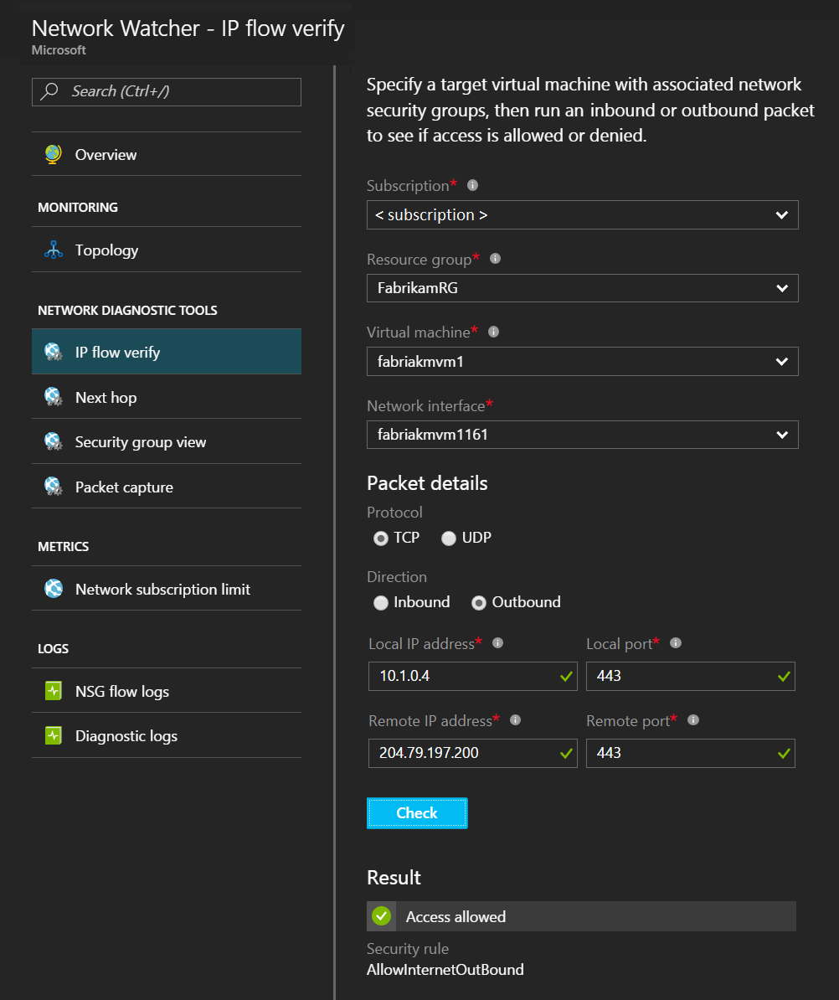 Network Watcher - IP flow verify
Microsoft
Search (Ctrl+/)
Overview
MONITORING
Topology
NETWORK DIAGNOSTIC TOOLS
IP flow verify
Next hop
Security group view
Packet capture
METRICS
Network subscription limit
LOGS
NSG flow logs
Diagnostic logs
Specify a target virtual machine with associated network
security groups, then run an inbound or outbound packet
to see if access is allowed or denied.
Subscription*
< subscription >
Resource group*
FabrikamRG
Virtual machine*
fabriakmvm1
Network interface*
fabriakmvm1161
Packet details
Protocol
TCP UDP
Direction
Inbound Outbound
Local IP address* Local port*
10.1.0.4 443
Remote IP address* Remote port*
204.79.197.200 443
Check
Result
Access allowed
Security rule
AllowInternetOutBound